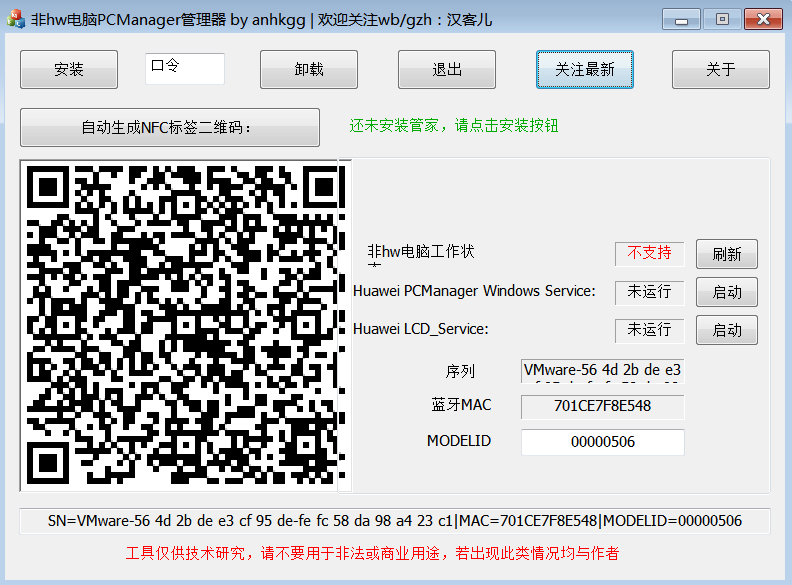 非hw电脑PCManager管理器 by anhkgg | 欢迎关注wb/gzh：汉客儿
安装 口令 卸载 退出 关注最新 关于
自动生成NFC标签二维码： 还未安装管家，请点击安装按钮
非hw电脑工作状 不支持 刷新
Huawei PCManager Windows Service: 未运行 启动
Huawei LCD_Service: 未运行 启动
序列 VMware-56 4d 2b de e3
蓝牙MAC 701CE7F8E548
MODELID 00000506
SN=VMware-56 4d 2b de e3 cf 95 de-fe fc 58 da 98 a4 23 c1|MAC=701CE7F8E548|MODELID=00000506
工具仅供技术研究，请不要用于非法或商业用途，若出现此类情况均与作者